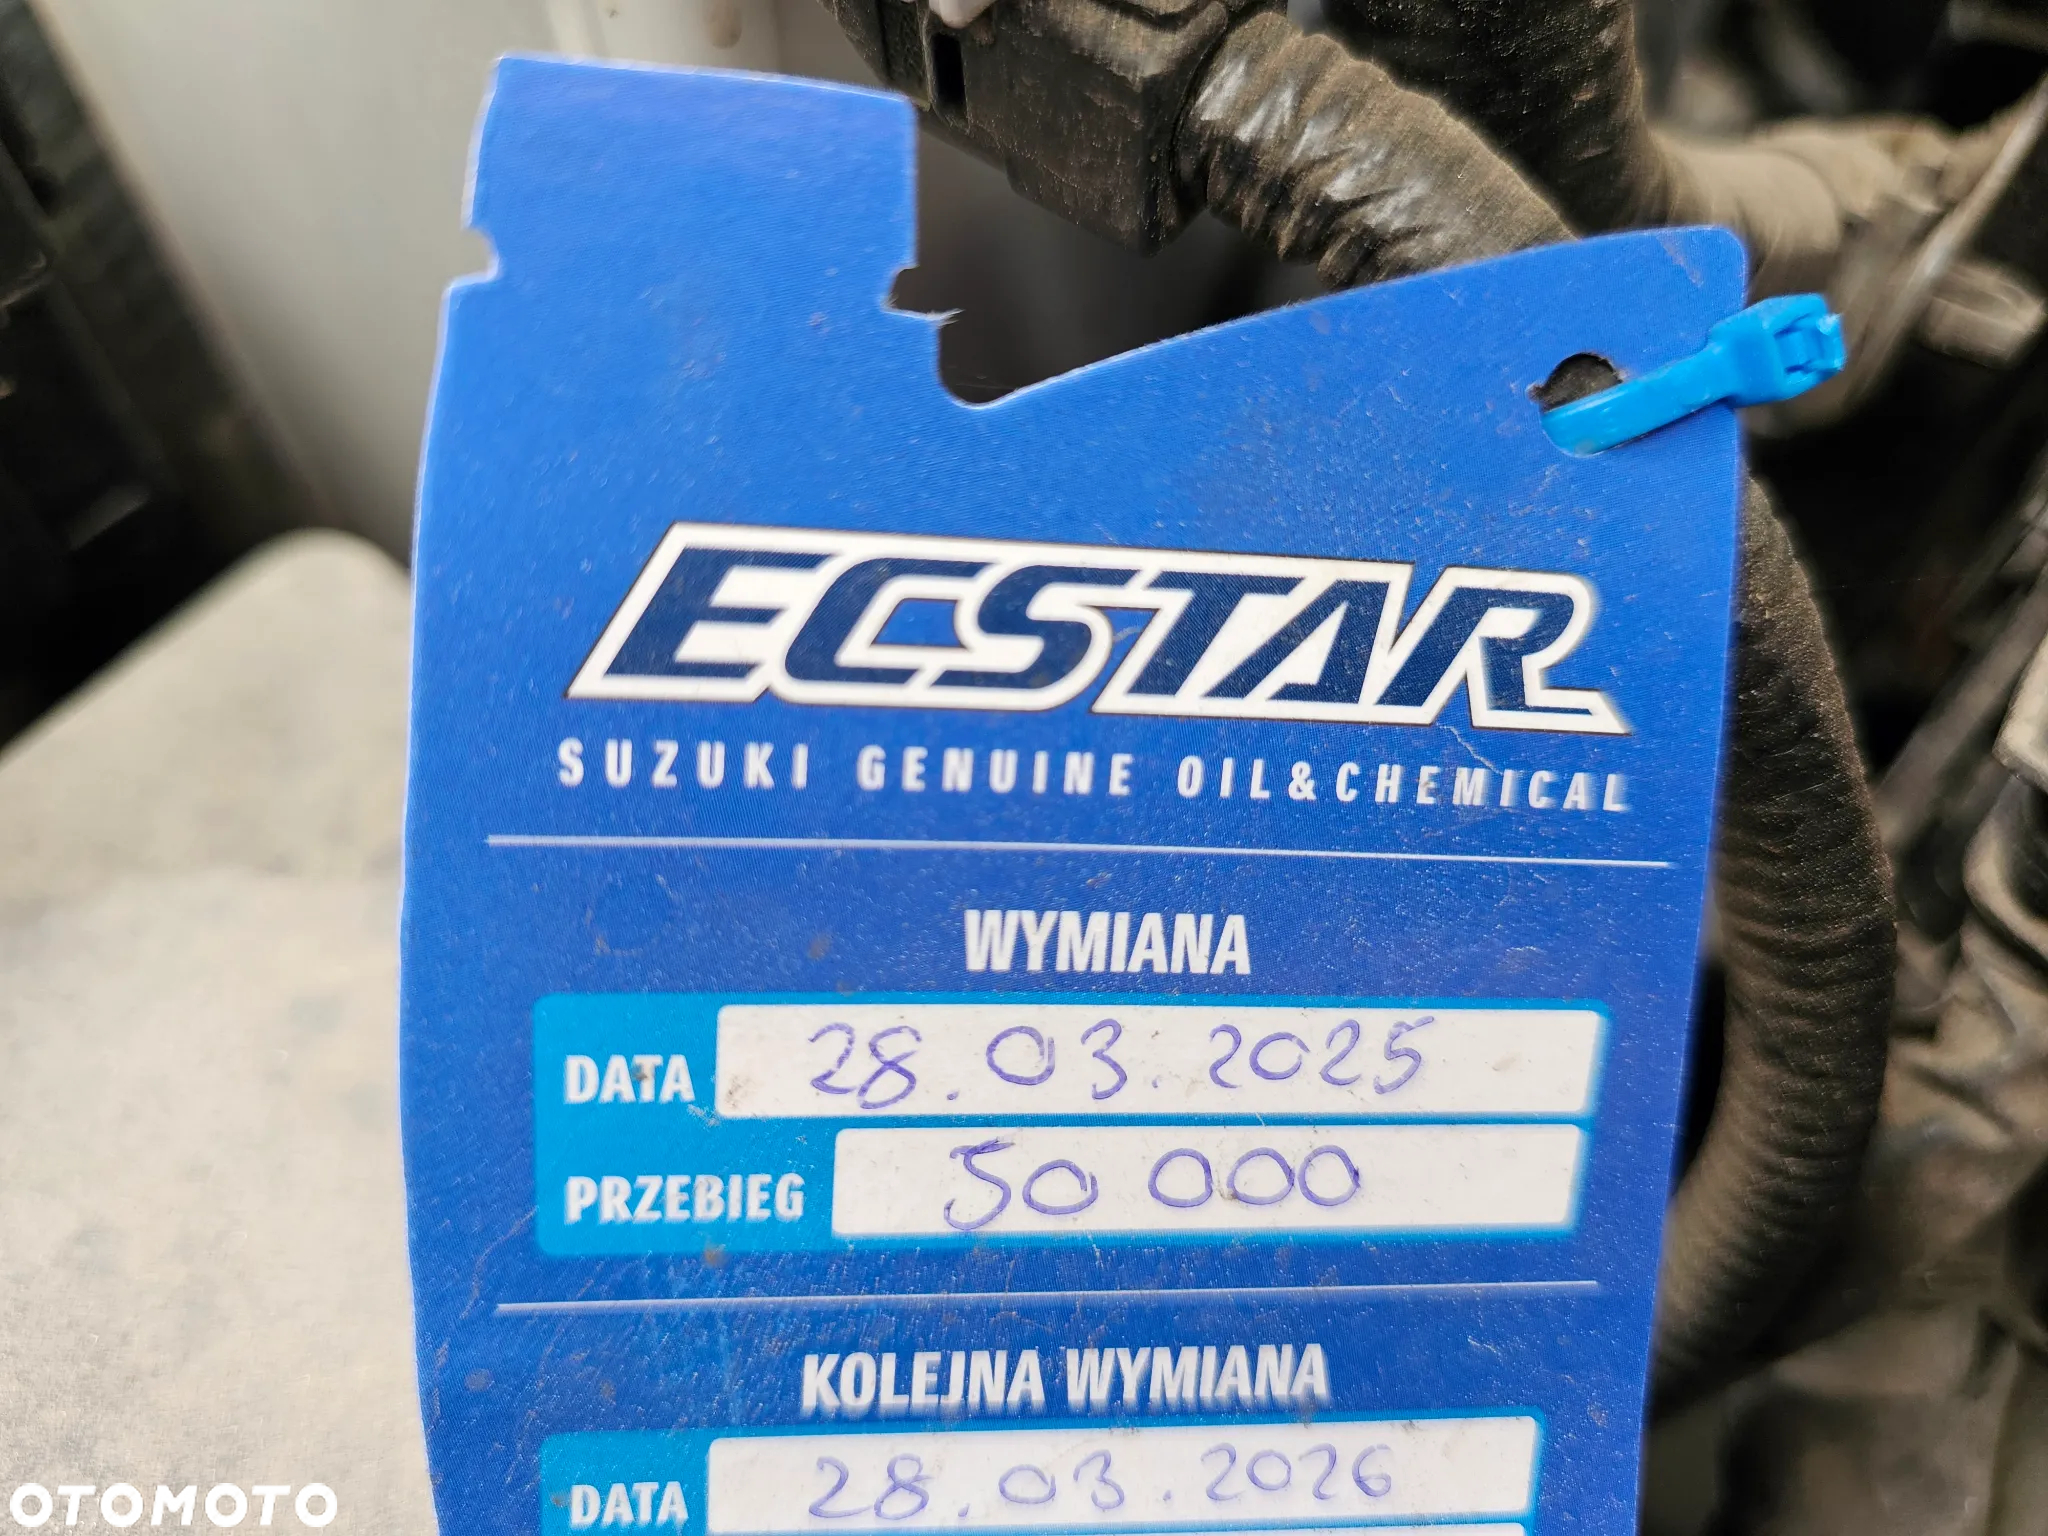 ECSTAR
SUZUKI GENUINE OIL&CHEMICAL
WYMIANA
DATA 28.03.2025
PRZEBIEG 50 000
KOLEJNA WYMIANA
DATA 28.03.2026
OTOMOTO